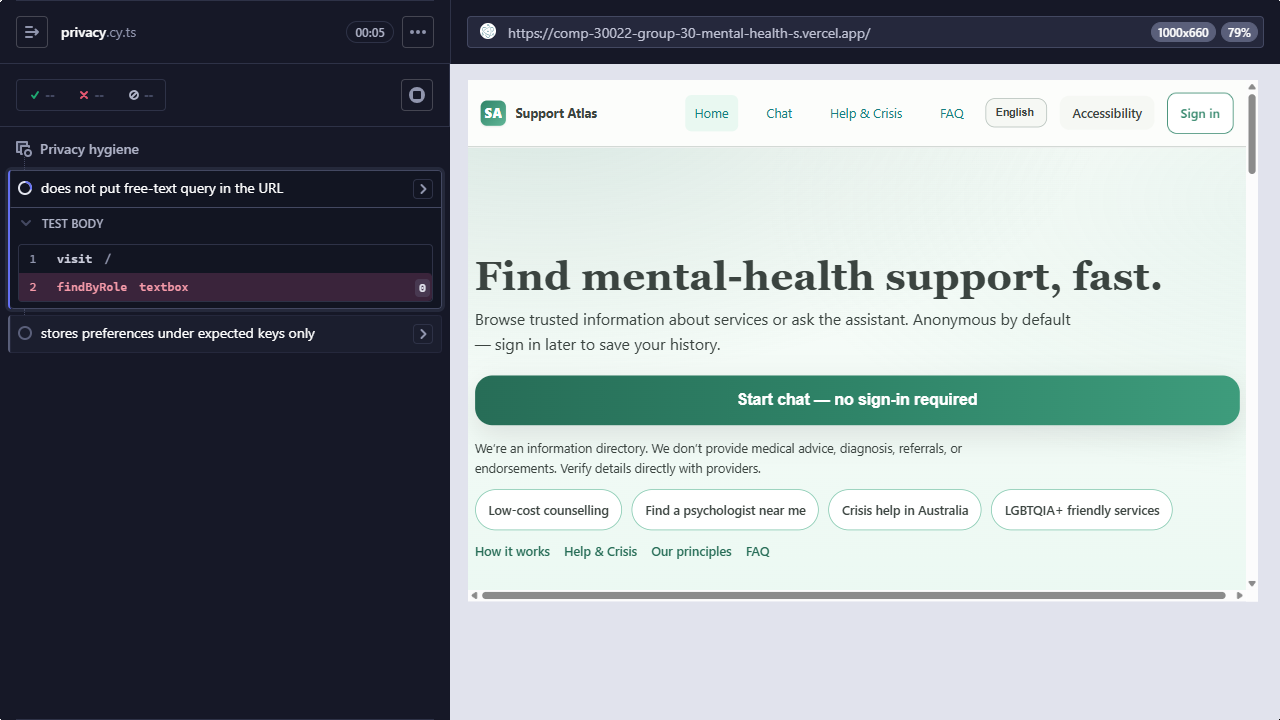 privacy.cy.ts
00:05
--
--
--
Privacy hygiene
does not put free-text query in the URL
TEST BODY
1 visit /
2 findByRole textbox 0
stores preferences under expected keys only
https://comp-30022-group-30-mental-health-s.vercel.app/
1000x660
79%
SA Support Atlas
Home
Chat
Help & Crisis
FAQ
English
Accessibility
Sign in
Find mental-health support, fast.
Browse trusted information about services or ask the assistant. Anonymous by default
— sign in later to save your history.
Start chat — no sign-in required
We’re an information directory. We don’t provide medical advice, diagnosis, referrals, or
endorsements. Verify details directly with providers.
Low-cost counselling
Find a psychologist near me
Crisis help in Australia
LGBTQIA+ friendly services
How it works
Help & Crisis
Our principles
FAQ